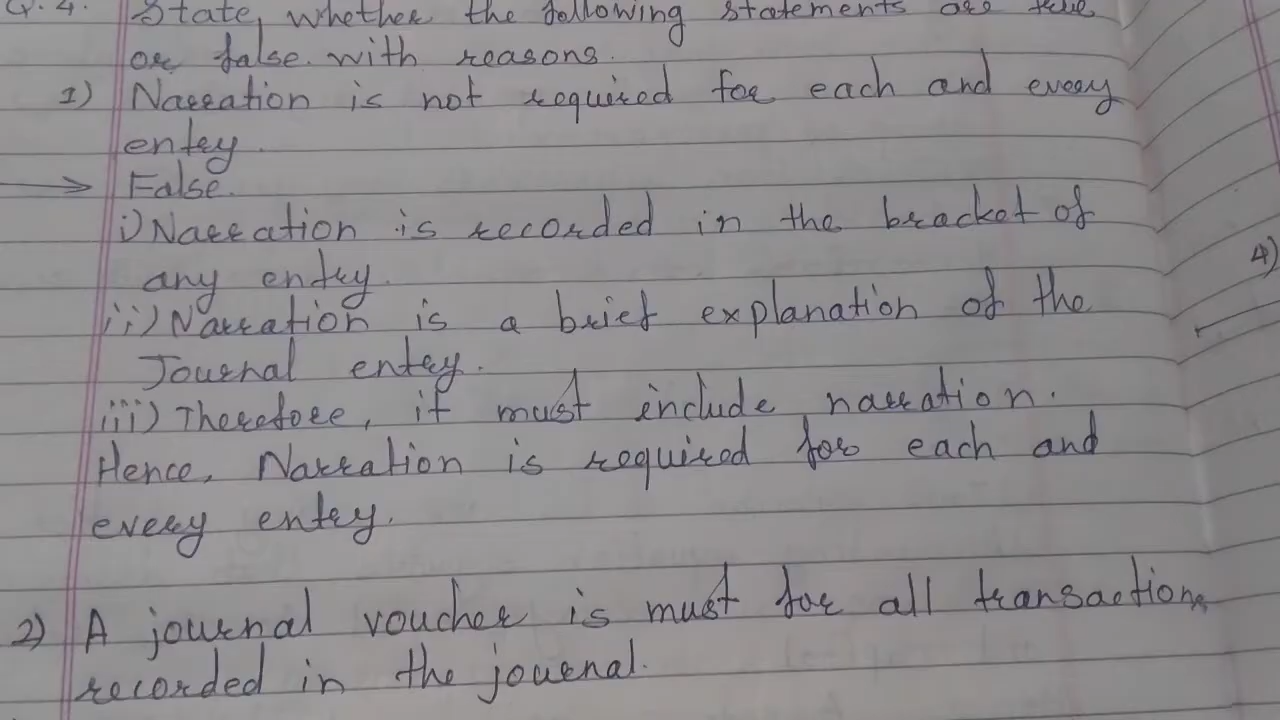 Q. 4. State, whether the following statements are true
or false with reasons.
1) Narration is not required for each and every
entry.
False.
i) Narration is recorded in the bracket of
any entry.
ii) Narration is a brief explanation of the
Journal entry.
iii) Therefore, it must include narration.
Hence, Narration is required for each and
every entry.
2) A journal voucher is must for all transactions
recorded in the journal.
4)